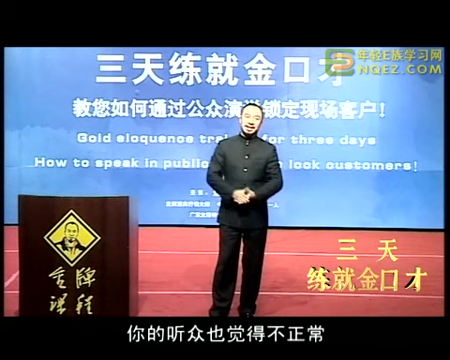 年轻E族学习网
NQEZ.COM
三天练就金口才
教您如何通过公众演说锁定现场客户!
Gold eloquence tra for three days
How to speak in public look customers!
三天
练就金口才
金牌
课程
你的听众也觉得不正常